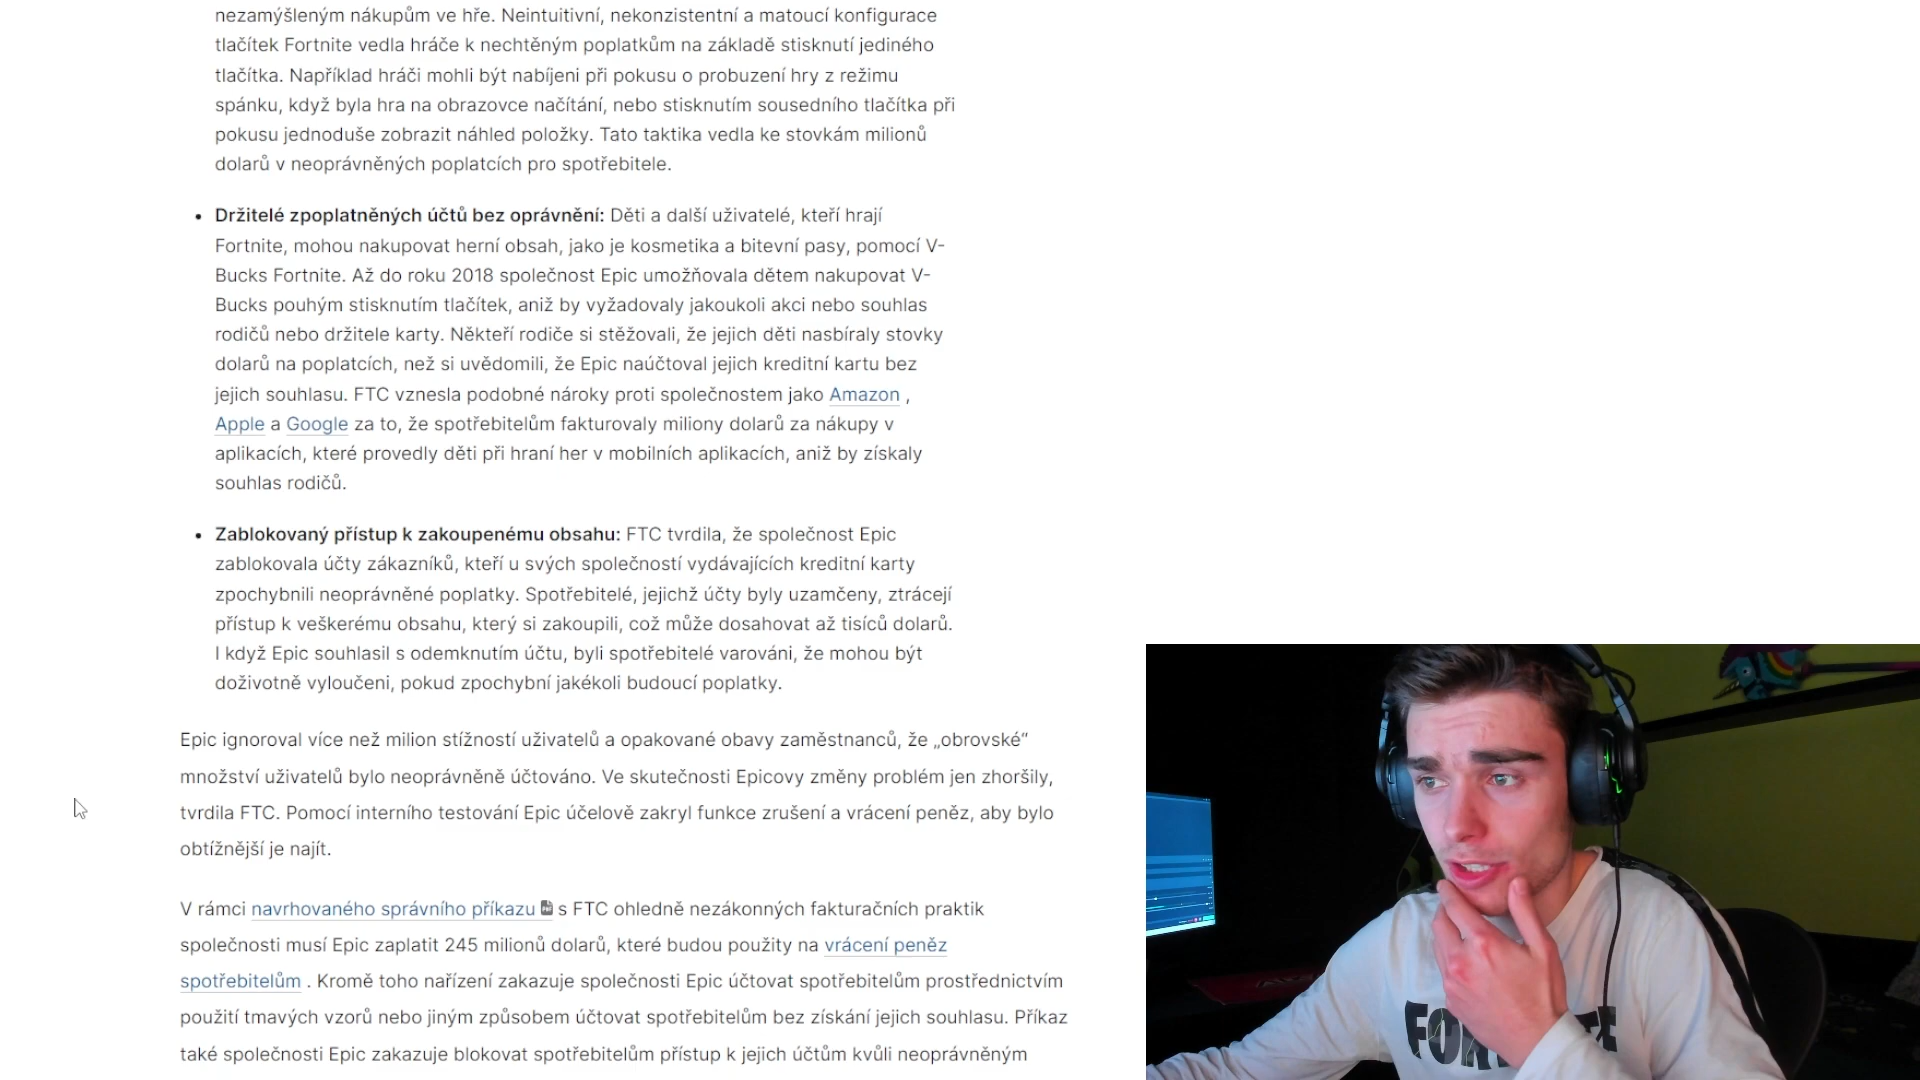 nezamýšleným nákupům ve hře. Neintuitivní, nekonzistentní a matoucí konfigurace
tlačítek Fortnite vedla hráče k nechtěným poplatkům na základě stisknutí jediného
tlačítka. Například hráči mohli být nabíjeni při pokusu o probuzení hry z režimu
spánku, když byla hra na obrazovce načítání, nebo stisknutím sousedního tlačítka při
pokusu jednoduše zobrazit náhled položky. Tato taktika vedla ke stovkám milionů
dolarů v neoprávněných poplatcích pro spotřebitele.
• Držitelé zpoplatněných účtů bez oprávnění: Děti a další uživatelé, kteří hrají
Fortnite, mohou nakupovat herní obsah, jako je kosmetika a bitevní pasy, pomocí V-
Bucks Fortnite. Až do roku 2018 společnost Epic umožňovala dětem nakupovat V-
Bucks pouhým stisknutím tlačítek, aniž by vyžadovaly jakoukoli akci nebo souhlas
rodičů nebo držitele karty. Někteří rodiče si stěžovali, že jejich děti nasbíraly stovky
dolarů na poplatcích, než si uvědomili, že Epic naúčtoval jejich kreditní kartu bez
jejich souhlasu. FTC vznesla podobné nároky proti společnostem jako Amazon ,
Apple a Google za to, že spotřebitelům fakturovaly miliony dolarů za nákupy v
aplikacích, které provedly děti při hraní her v mobilních aplikacích, aniž by získaly
souhlas rodičů.
• Zablokovaný přístup k zakoupenému obsahu: FTC tvrdila, že společnost Epic
zablokovala účty zákazníků, kteří u svých společností vydávajících kreditní karty
zpochybnili neoprávněné poplatky. Spotřebitelé, jejichž účty byly uzamčeny, ztrácejí
přístup k veškerému obsahu, který si zakoupili, což může dosahovat až tisíců dolarů.
I když Epic souhlasil s odemknutím účtu, byli spotřebitelé varováni, že mohou být
doživotně vyloučeni, pokud zpochybní jakékoli budoucí poplatky.
Epic ignoroval více než milion stížností uživatelů a opakované obavy zaměstnanců, že „obrovské“
množství uživatelů bylo neoprávněně účtováno. Ve skutečnosti Epicovy změny problém jen zhoršily,
tvrdila FTC. Pomocí interního testování Epic účelově zakryl funkce zrušení a vrácení peněz, aby bylo
obtížnější je najít.
V rámci navrhovaného správního příkazu s FTC ohledně nezákonných fakturačních praktik
společnosti musí Epic zaplatit 245 milionů dolarů, které budou použity na vrácení peněz
spotřebitelům . Kromě toho nařízení zakazuje společnosti Epic účtovat spotřebitelům prostřednictvím
použití tmavých vzorů nebo jiným způsobem účtovat spotřebitelům bez získání jejich souhlasu. Příkaz
také společnosti Epic zakazuje blokovat spotřebitelům přístup k jejich účtům kvůli neoprávněným